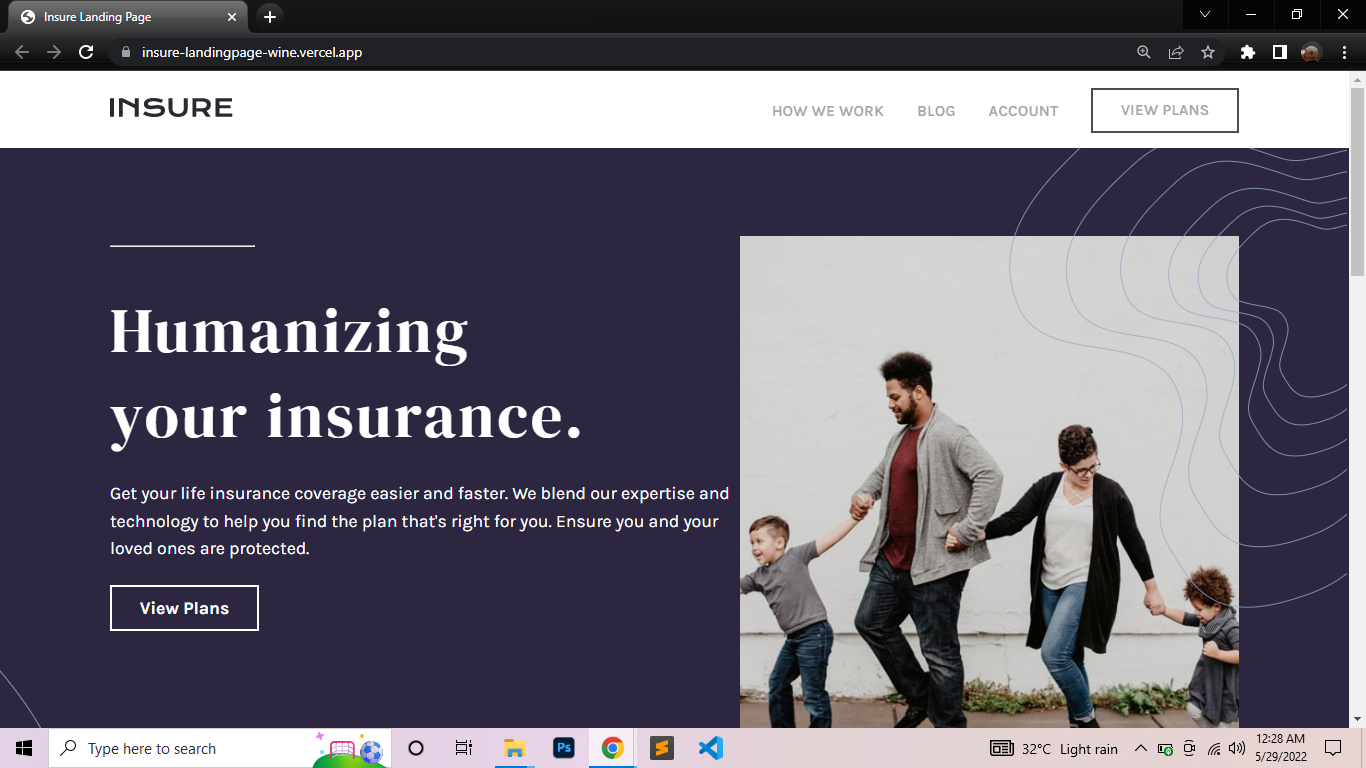 Insure Landing Page
insure-landingpage-wine.vercel.app
INSURE
HOW WE WORK
BLOG
ACCOUNT
VIEW PLANS
Humanizing
your insurance.
Get your life insurance coverage easier and faster. We blend our expertise and
technology to help you find the plan that's right for you. Ensure you and your
loved ones are protected.
View Plans
Type here to search
Ps
32°C Light rain
12:28 AM
5/29/2022